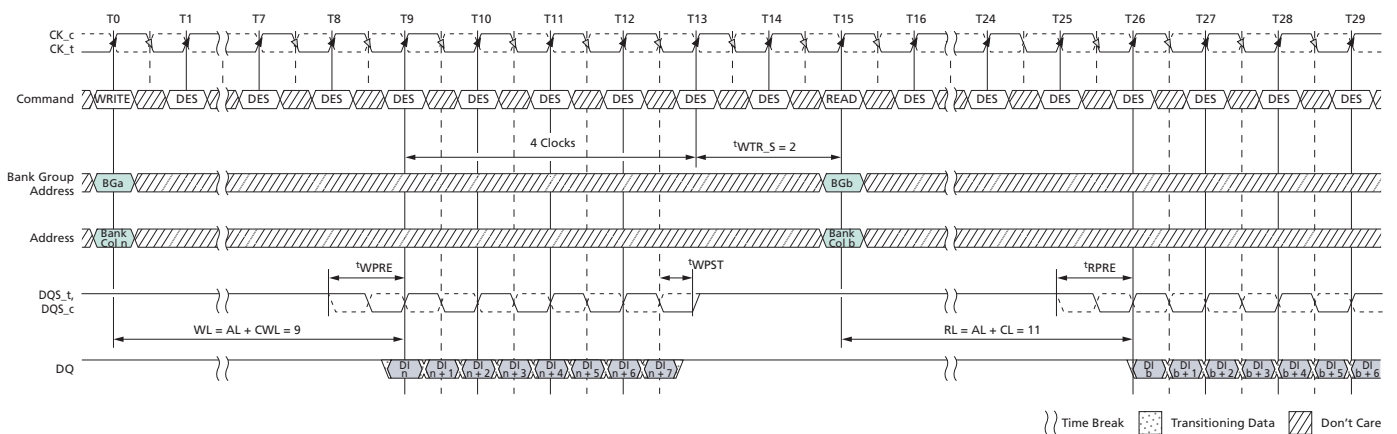 T0 T1 T7 T8 T9 T10 T11 T12 T13 T14 T15 T16 T24 T25 T26 T27 T28 T29
CK_c
CK_t
Command WRITE DES DES DES DES DES DES DES DES DES READ DES DES DES DES DES DES DES
4 Clocks tWTR_S = 2
Bank Group
Address BGa BGb
Address Bank
Col n Bank
Col b
tWPRE tWPST tRPRE
DQS_t,
DQS_c
WL = AL + CWL = 9 RL = AL + CL = 11
DQ DI
n DI
n + 1 DI
n + 2 DI
n + 3 DI
n + 4 DI
n + 5 DI
n + 6 DI
n + 7 DI
b DI
b + 1 DI
b + 2 DI
b + 3 DI
b + 4 DI
b + 5 DI
b + 6
Time Break Transitioning Data Don't Care